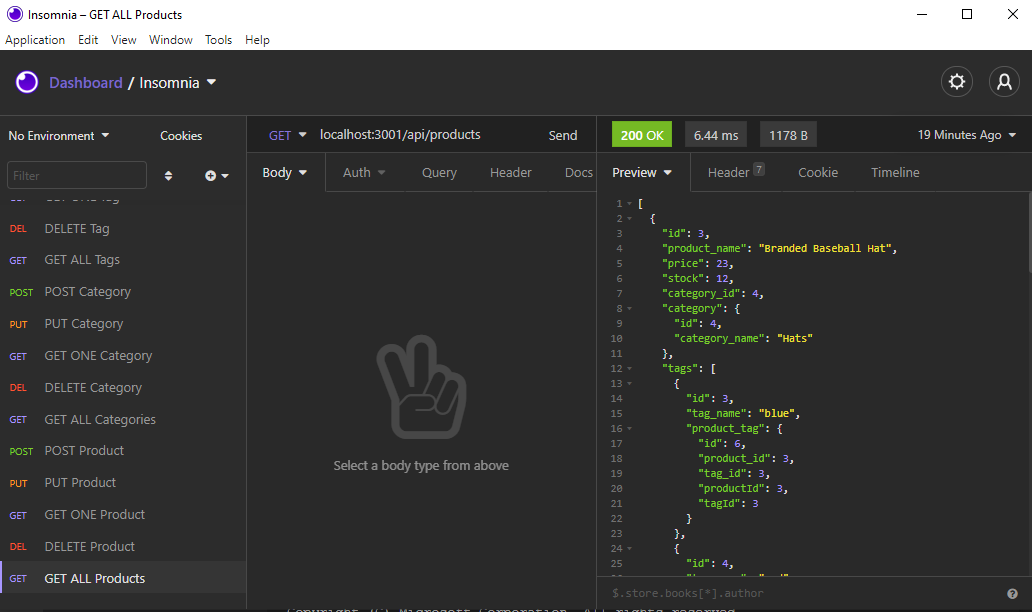 Insomnia – GET ALL Products
Application Edit View Window Tools Help
Dashboard / Insomnia
No Environment Cookies
GET localhost:3001/api/products Send
200 OK 6.44 ms 1178 B 19 Minutes Ago
Filter
Body Auth Query Header Docs
Preview Header 7 Cookie Timeline
DEL DELETE Tag
GET GET ALL Tags
POST POST Category
PUT PUT Category
GET GET ONE Category
DEL DELETE Category
GET GET ALL Categories
POST POST Product
PUT PUT Product
GET GET ONE Product
DEL DELETE Product
GET GET ALL Products
Select a body type from above
1 [
2 {
3 "id": 3,
4 "product_name": "Branded Baseball Hat",
5 "price": 23,
6 "stock": 12,
7 "category_id": 4,
8 "category": {
9 "id": 4,
10 "category_name": "Hats"
11 },
12 "tags": [
13 {
14 "id": 3,
15 "tag_name": "blue",
16 "product_tag": {
17 "id": 6,
18 "product_id": 3,
19 "tag_id": 3,
20 "productId": 3,
21 "tagId": 3
22 }
23 },
24 {
25 "id": 4,
$.store.books[*].author
Copyright (C) Microsoft Corporation. All rights reserved